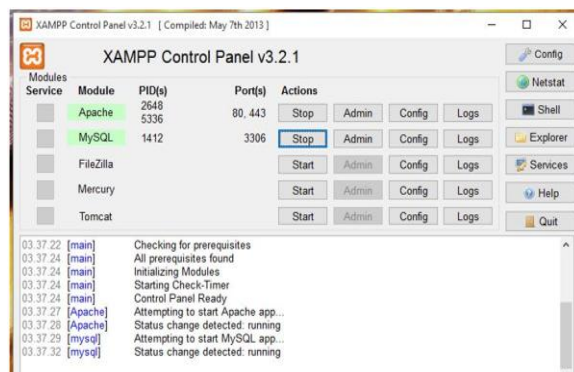 XAMPP Control Panel v3.2.1 [ Compiled: May 7th 2013 ]
XAMPP Control Panel v3.2.1
Config
Modules
Service Module PID(s) Port(s) Actions
Netstat
Apache 2648 5336 80, 443 Stop Admin Config Logs
Shell
MySQL 1412 3306 Stop Admin Config Logs
Explorer
FileZilla Start Admin Config Logs
Services
Mercury Start Admin Config Logs
Help
Tomcat Start Admin Config Logs
Quit
03.37.22 [main] Checking for prerequisites
03.37.24 [main] All prerequisites found
03.37.24 [main] Initializing Modules
03.37.24 [main] Starting Check-Timer
03.37.24 [main] Control Panel Ready
03.37.27 [Apache] Attempting to start Apache app...
03.37.28 [Apache] Status change detected: running
03.37.29 [mysql] Attempting to start MySQL app...
03.37.32 [mysql] Status change detected: running